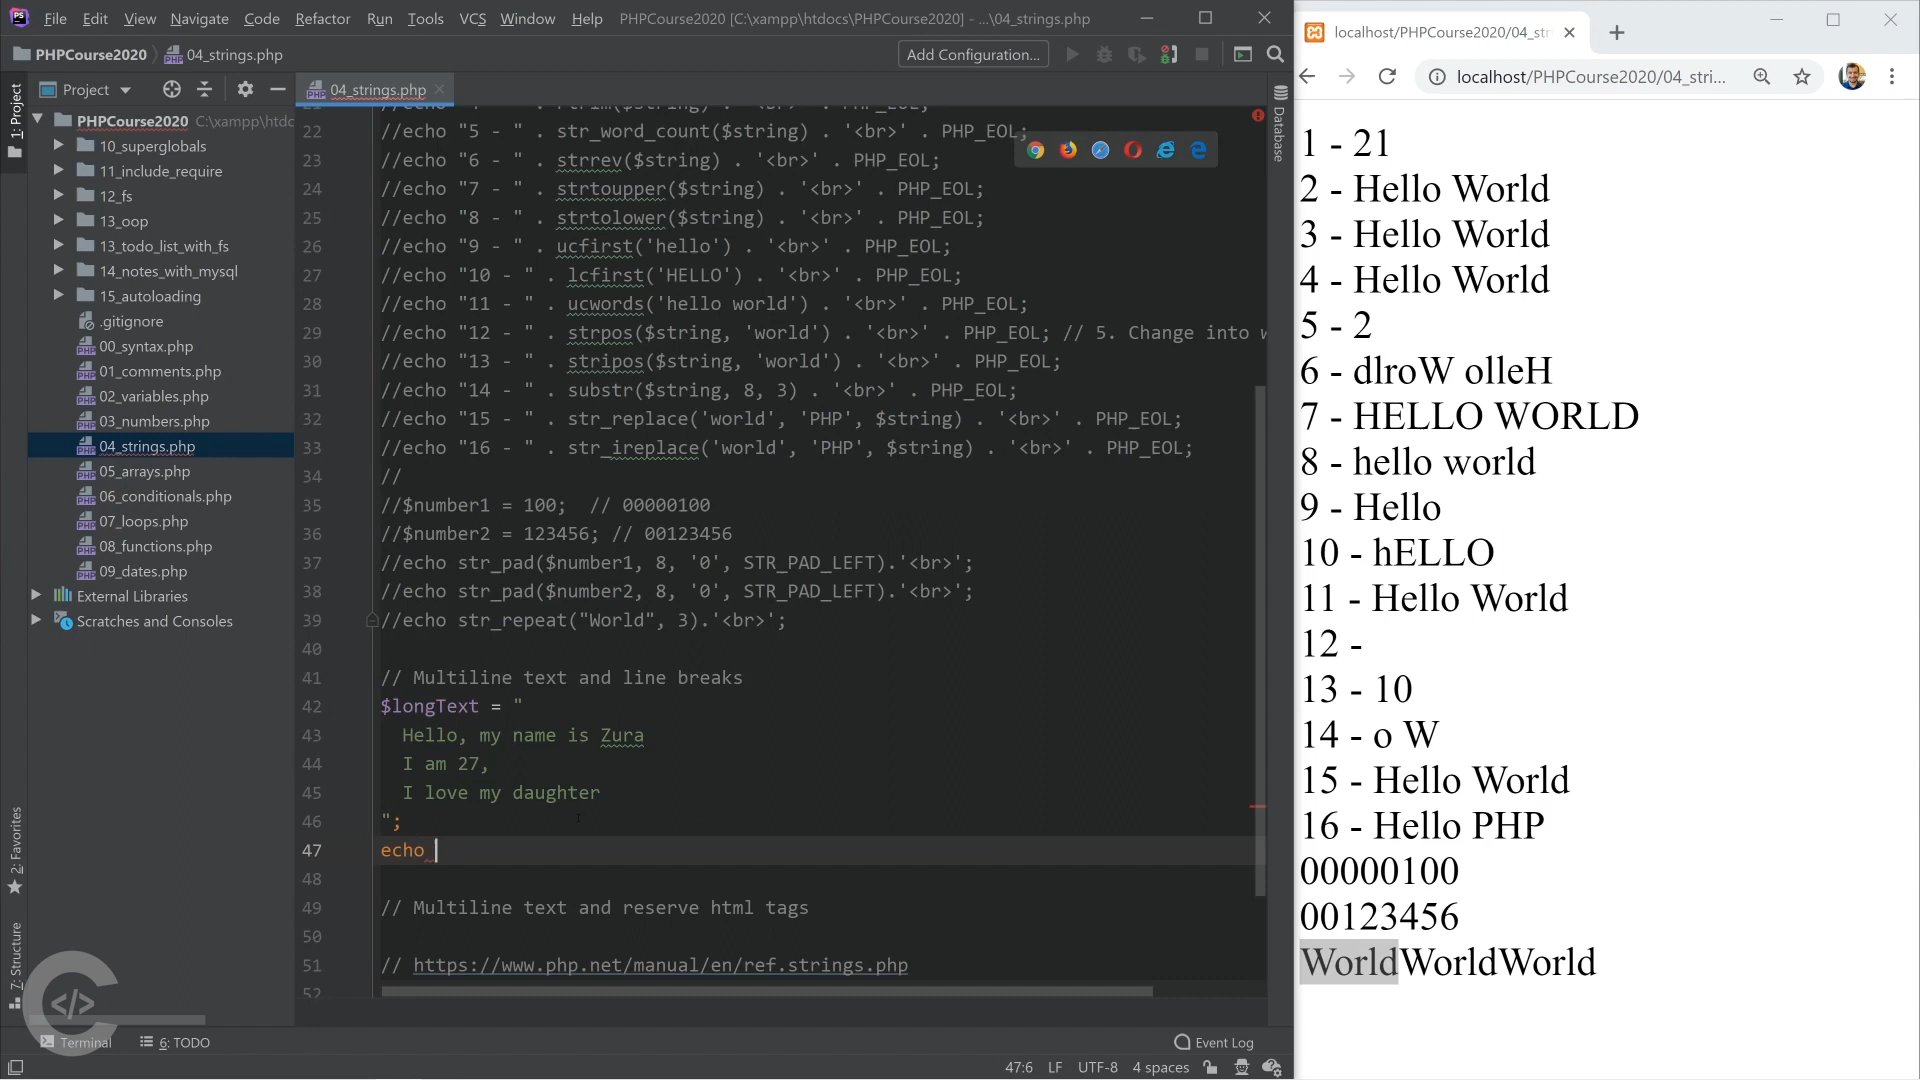 File Edit View Navigate Code Refactor Run Tools VCS Window Help PHPCourse2020 [C:\xampp\htdocs\PHPCourse2020] - ...\04_strings.php
PHPCourse2020 04_strings.php
Add Configuration...
1: Project
Project
PHPCourse2020 C:\xampp\htdc
10_superglobals
11_include_require
12_fs
13_oop
13_todo_list_with_fs
14_notes_with_mysql
15_autoloading
.gitignore
00_syntax.php
01_comments.php
02_variables.php
03_numbers.php
04_strings.php
05_arrays.php
06_conditionals.php
07_loops.php
08_functions.php
09_dates.php
External Libraries
Scratches and Consoles
2: Favorites
7: Structure
04_strings.php
22 //echo "5 - " . str_word_count($string) . '<br>' . PHP_EOL;
23 //echo "6 - " . strrev($string) . '<br>' . PHP_EOL;
24 //echo "7 - " . strtoupper($string) . '<br>' . PHP_EOL;
25 //echo "8 - " . strtolower($string) . '<br>' . PHP_EOL;
26 //echo "9 - " . ucfirst('hello') . '<br>' . PHP_EOL;
27 //echo "10 - " . lcfirst('HELLO') . '<br>' . PHP_EOL;
28 //echo "11 - " . ucwords('hello world') . '<br>' . PHP_EOL;
29 //echo "12 - " . strpos($string, 'world') . '<br>' . PHP_EOL; // 5. Change into w
30 //echo "13 - " . stripos($string, 'world') . '<br>' . PHP_EOL;
31 //echo "14 - " . substr($string, 8, 3) . '<br>' . PHP_EOL;
32 //echo "15 - " . str_replace('world', 'PHP', $string) . '<br>' . PHP_EOL;
33 //echo "16 - " . str_ireplace('world', 'PHP', $string) . '<br>' . PHP_EOL;
34 //
35 //$number1 = 100;  // 00000100
36 //$number2 = 123456; // 00123456
37 //echo str_pad($number1, 8, '0', STR_PAD_LEFT).'<br>';
38 //echo str_pad($number2, 8, '0', STR_PAD_LEFT).'<br>';
39 //echo str_repeat("World", 3).'<br>';
40
41 // Multiline text and line breaks
42 $longText = "
43 Hello, my name is Zura
44 I am 27,
45 I love my daughter
46 ";
47 echo
48
49 // Multiline text and reserve html tags
50
51 // https://www.php.net/manual/en/ref.strings.php
52
Database
Terminal 6: TODO Event Log
47:6 LF UTF-8 4 spaces
localhost/PHPCourse2020/04_str
localhost/PHPCourse2020/04_stri...
1 - 21
2 - Hello World
3 - Hello World
4 - Hello World
5 - 2
6 - dlroW olleH
7 - HELLO WORLD
8 - hello world
9 - Hello
10 - hELLO
11 - Hello World
12 -
13 - 10
14 - o W
15 - Hello World
16 - Hello PHP
00000100
00123456
WorldWorldWorld